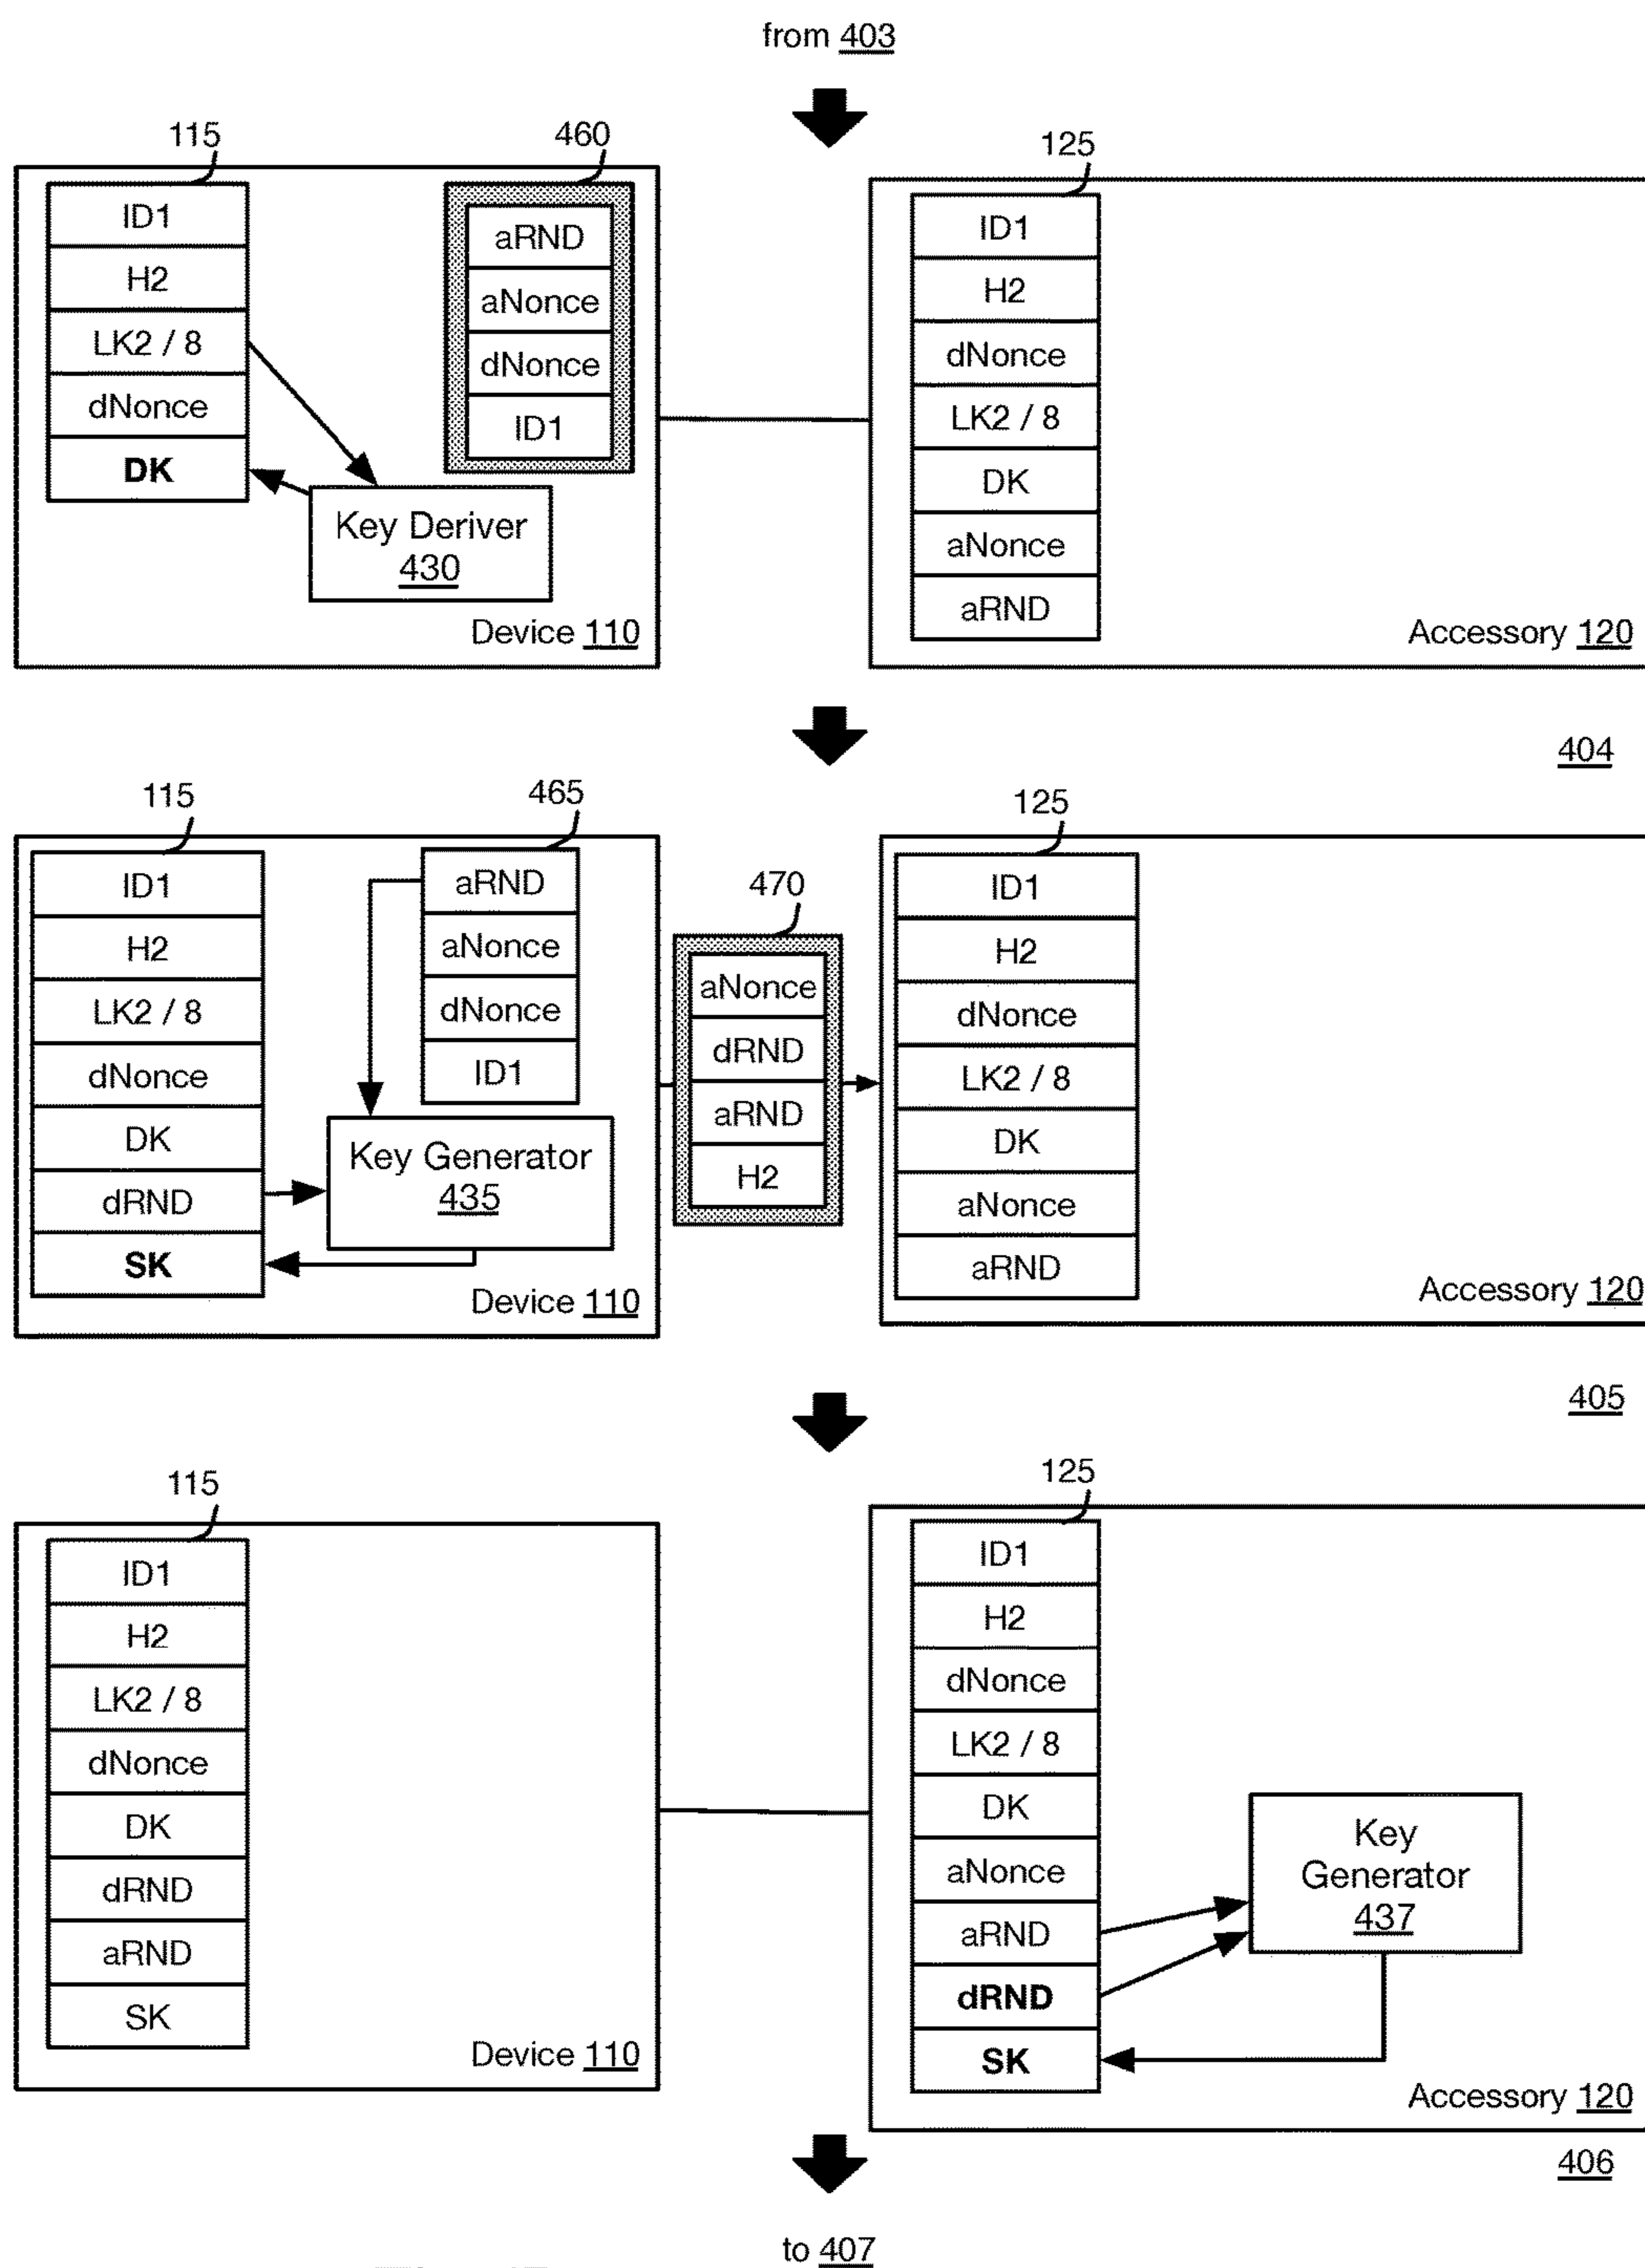 from 403
115
460
125
ID1
H2
LK2 / 8
dNonce
DK
aRND
aNonce
dNonce
ID1
Key Deriver
430
Device 110
ID1
H2
dNonce
LK2 / 8
DK
aNonce
aRND
Accessory 120
404
115
465
470
125
ID1
H2
LK2 / 8
dNonce
DK
dRND
SK
aRND
aNonce
dNonce
ID1
Key Generator
435
Device 110
aNonce
dRND
aRND
H2
ID1
H2
dNonce
LK2 / 8
DK
aNonce
aRND
Accessory 120
405
115
125
ID1
H2
LK2 / 8
dNonce
DK
dRND
aRND
SK
Device 110
ID1
H2
dNonce
LK2 / 8
DK
aNonce
aRND
dRND
SK
Key
Generator
437
Accessory 120
406
to 407